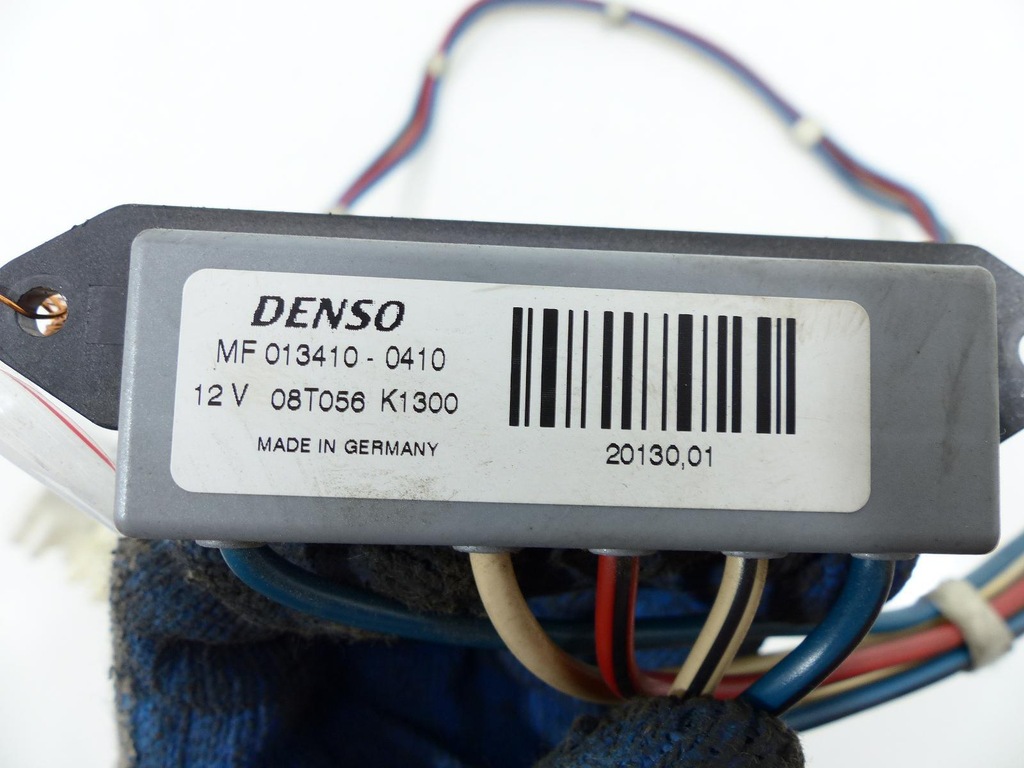 DENSO
MF 013410 - 0410
12 V 08T056 K1300
MADE IN GERMANY
20130,01